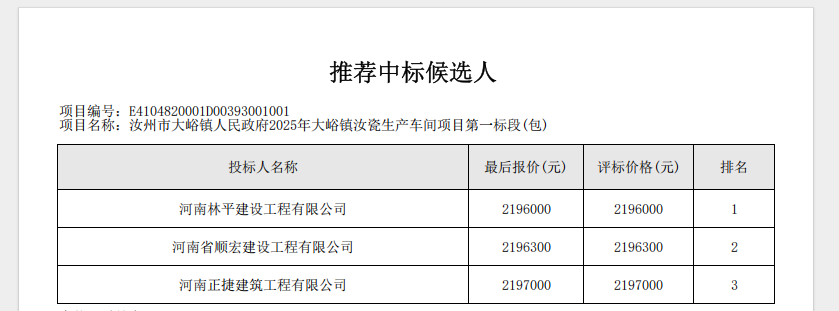 推荐中标候选人
项目编号：E4104820001D00393001001
项目名称：汝州市大峪镇人民政府2025年大峪镇汝瓷生产车间项目第一标段(包)
投标人名称 最后报价(元) 评标价格(元) 排名
河南林平建设工程有限公司 2196000 2196000 1
河南省顺宏建设工程有限公司 2196300 2196300 2
河南正捷建筑工程有限公司 2197000 2197000 3